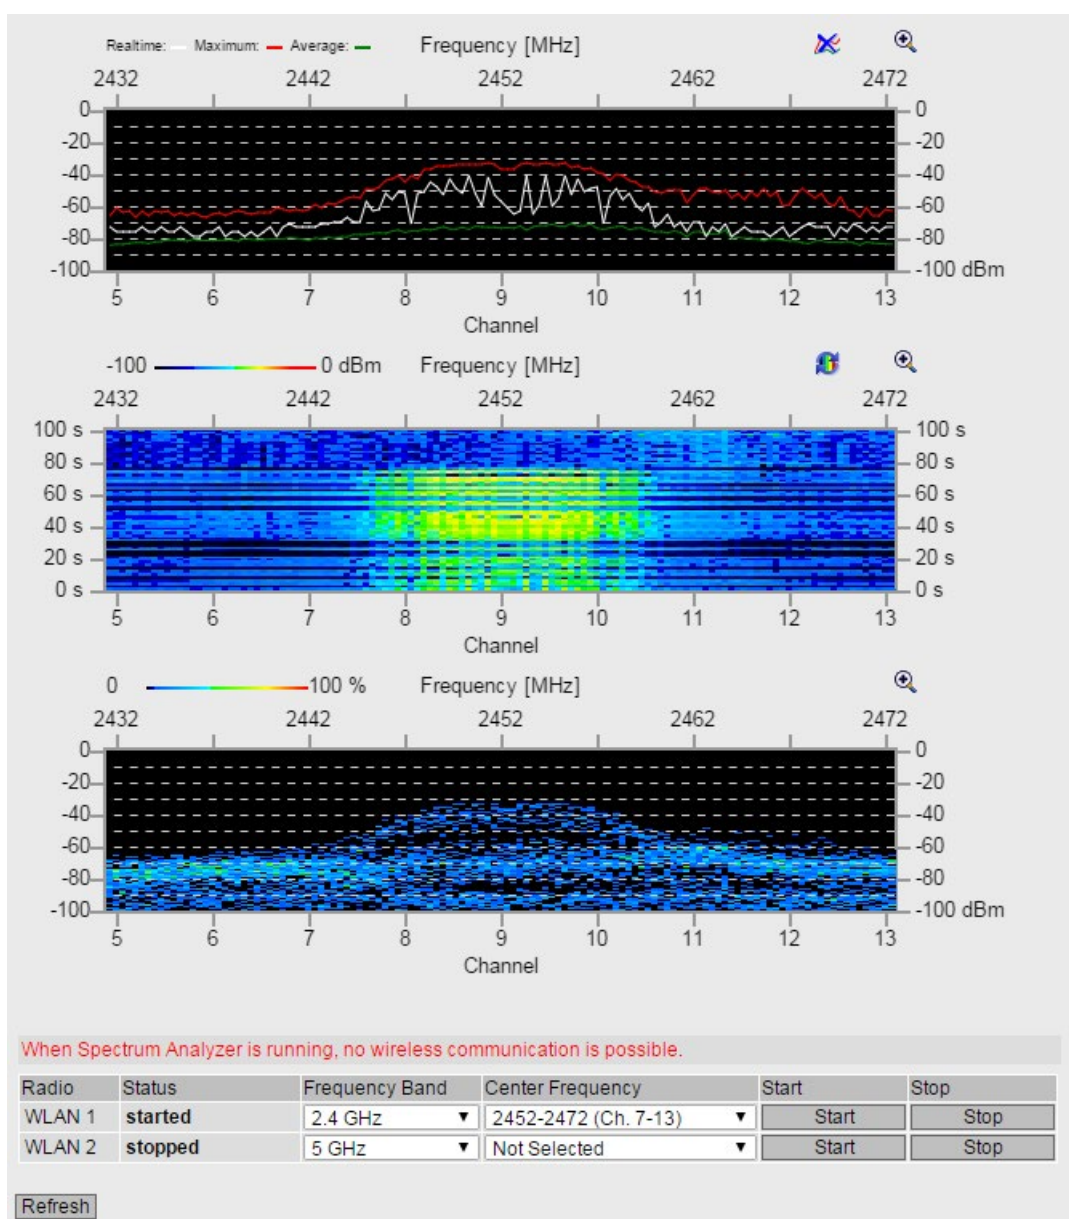 Realtime: Maximum: Average: Frequency [MHz]
2432 2442 2452 2462 2472
0 0
-20 -20
-40 -40
-60 -60
-80 -80
-100 -100 dBm
5 6 7 8 9 10 11 12 13
Channel
-100 0 dBm Frequency [MHz]
2432 2442 2452 2462 2472
100 s 100 s
80 s 80 s
60 s 60 s
40 s 40 s
20 s 20 s
0 s 0 s
5 6 7 8 9 10 11 12 13
Channel
0 100 % Frequency [MHz]
2432 2442 2452 2462 2472
0 0
-20 -20
-40 -40
-60 -60
-80 -80
-100 -100 dBm
5 6 7 8 9 10 11 12 13
Channel
When Spectrum Analyzer is running, no wireless communication is possible.
Radio Status Frequency Band Center Frequency Start Stop
WLAN 1 started 2.4 GHz 2452-2472 (Ch. 7-13) Start Stop
WLAN 2 stopped 5 GHz Not Selected Start Stop
Refresh